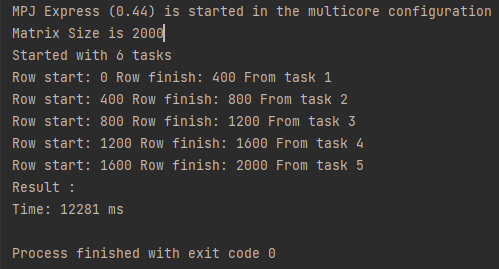 MPJ Express (0.44) is started in the multicore configuration
Matrix Size is 2000
Started with 6 tasks
Row start: 0 Row finish: 400 From task 1
Row start: 400 Row finish: 800 From task 2
Row start: 800 Row finish: 1200 From task 3
Row start: 1200 Row finish: 1600 From task 4
Row start: 1600 Row finish: 2000 From task 5
Result :
Time: 12281 ms
Process finished with exit code 0